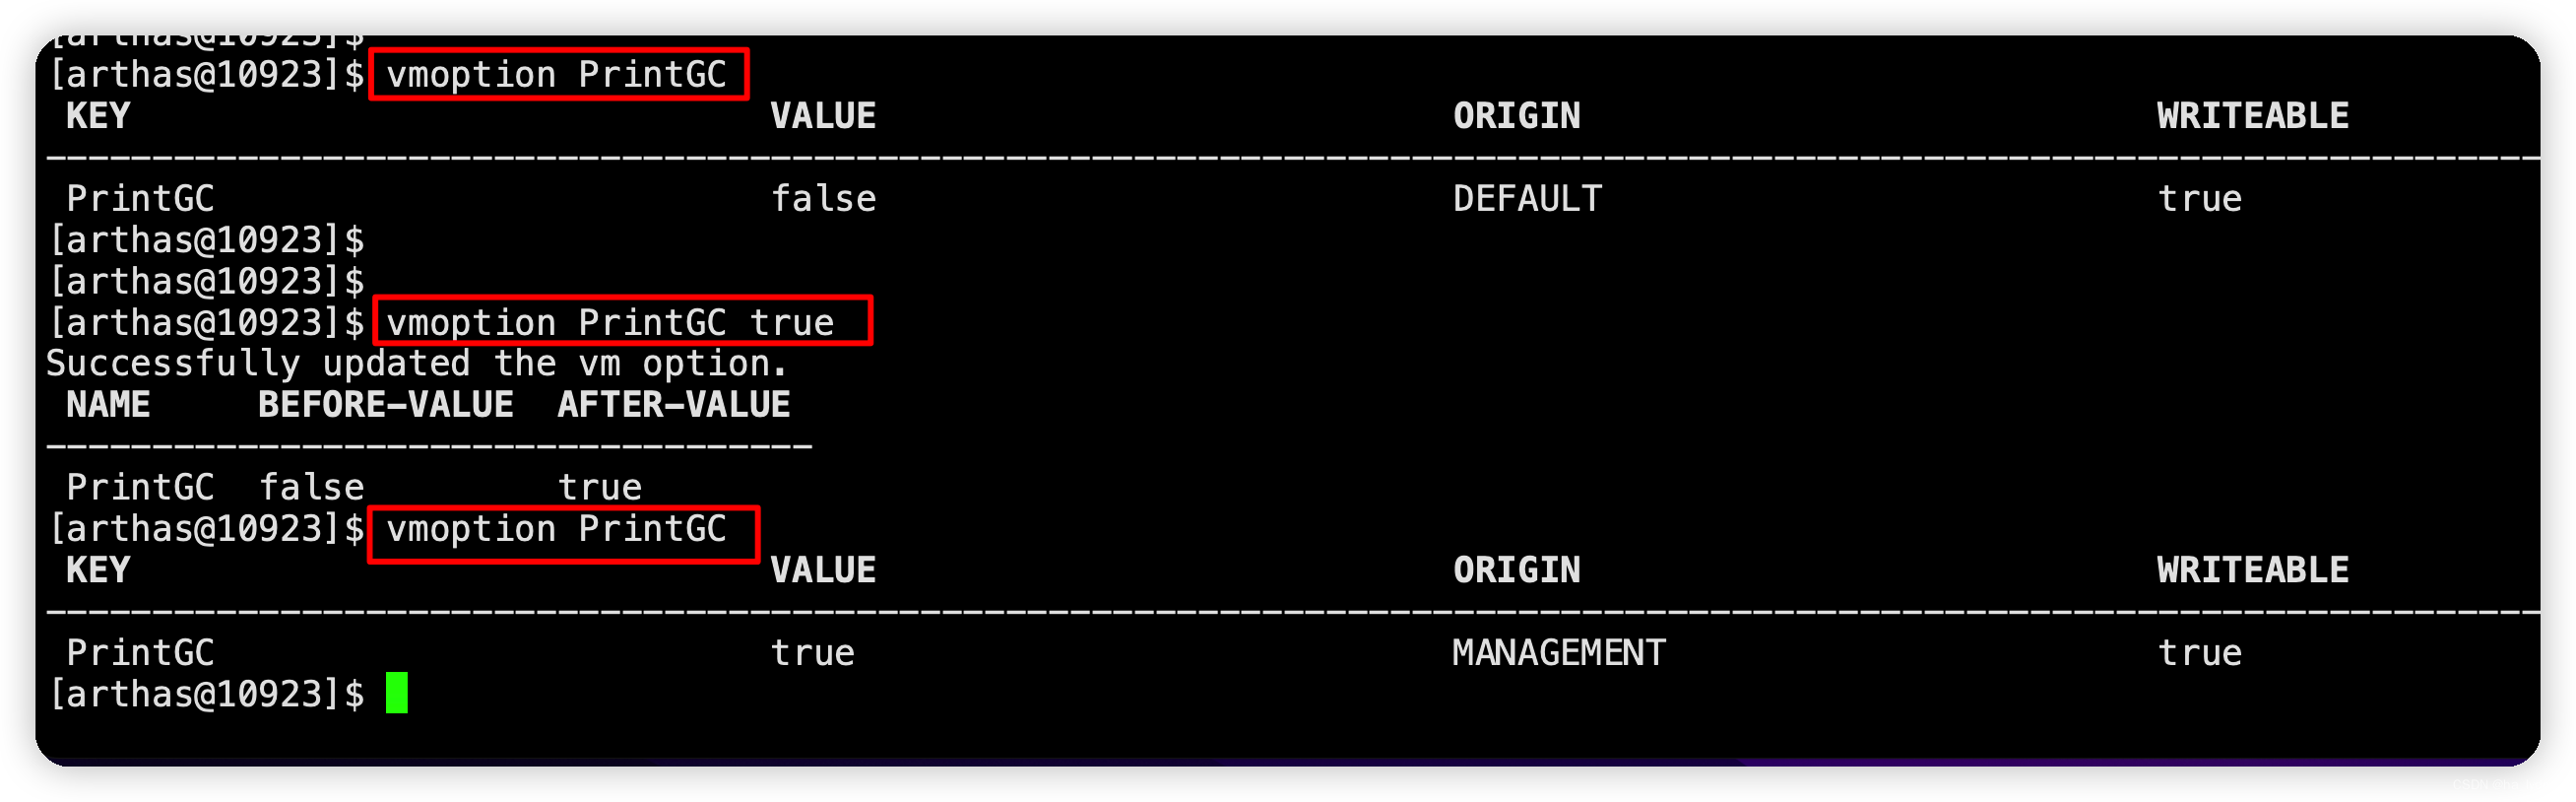 [arthas@10923]$
[arthas@10923]$ vmoption PrintGC
KEY VALUE ORIGIN WRITEABLE
PrintGC false DEFAULT true
[arthas@10923]$
[arthas@10923]$
[arthas@10923]$ vmoption PrintGC true
Successfully updated the vm option.
NAME BEFORE-VALUE AFTER-VALUE
PrintGC false true
[arthas@10923]$ vmoption PrintGC
KEY VALUE ORIGIN WRITEABLE
PrintGC true MANAGEMENT true
[arthas@10923]$